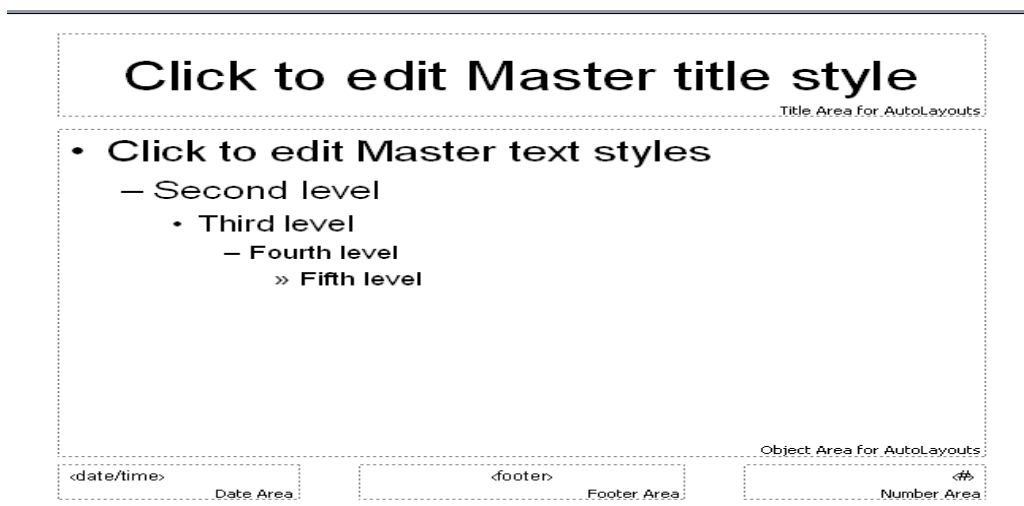 Click to edit Master title style
Title Area for AutoLayouts
• Click to edit Master text styles
– Second level
• Third level
– Fourth level
» Fifth level
Object Area for AutoLayouts
<date/time>
Date Area
<footer>
Footer Area
<#>
Number Area